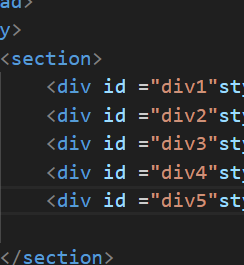 ad>
y>
<section>
<div id ="div1"sty
<div id ="div2"sty
<div id ="div3"sty
<div id ="div4"sty
<div id ="div5"sty
</section>